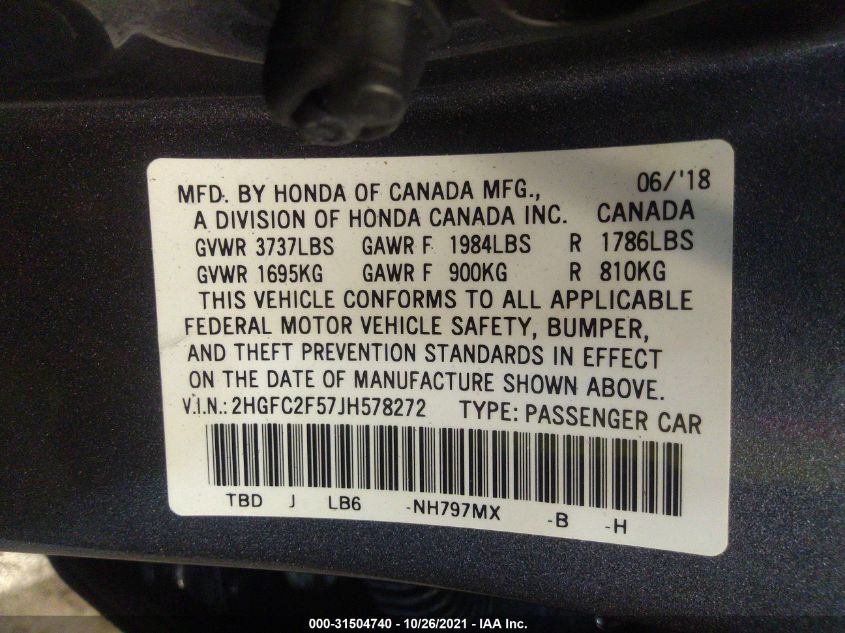 MFD. BY HONDA OF CANADA MFG., 06/'18
A DIVISION OF HONDA CANADA INC. CANADA
GVWR 3737LBS GAWR F 1984LBS R 1786LBS
GVWR 1695KG GAWR F 900KG R 810KG
THIS VEHICLE CONFORMS TO ALL APPLICABLE
FEDERAL MOTOR VEHICLE SAFETY, BUMPER,
AND THEFT PREVENTION STANDARDS IN EFFECT
ON THE DATE OF MANUFACTURE SHOWN ABOVE.
V.I.N.: 2HGFC2F57JH578272 TYPE: PASSENGER CAR
TBD J LB6 -NH797MX -B -H
000-31504740 - 10/26/2021 - IAA Inc.